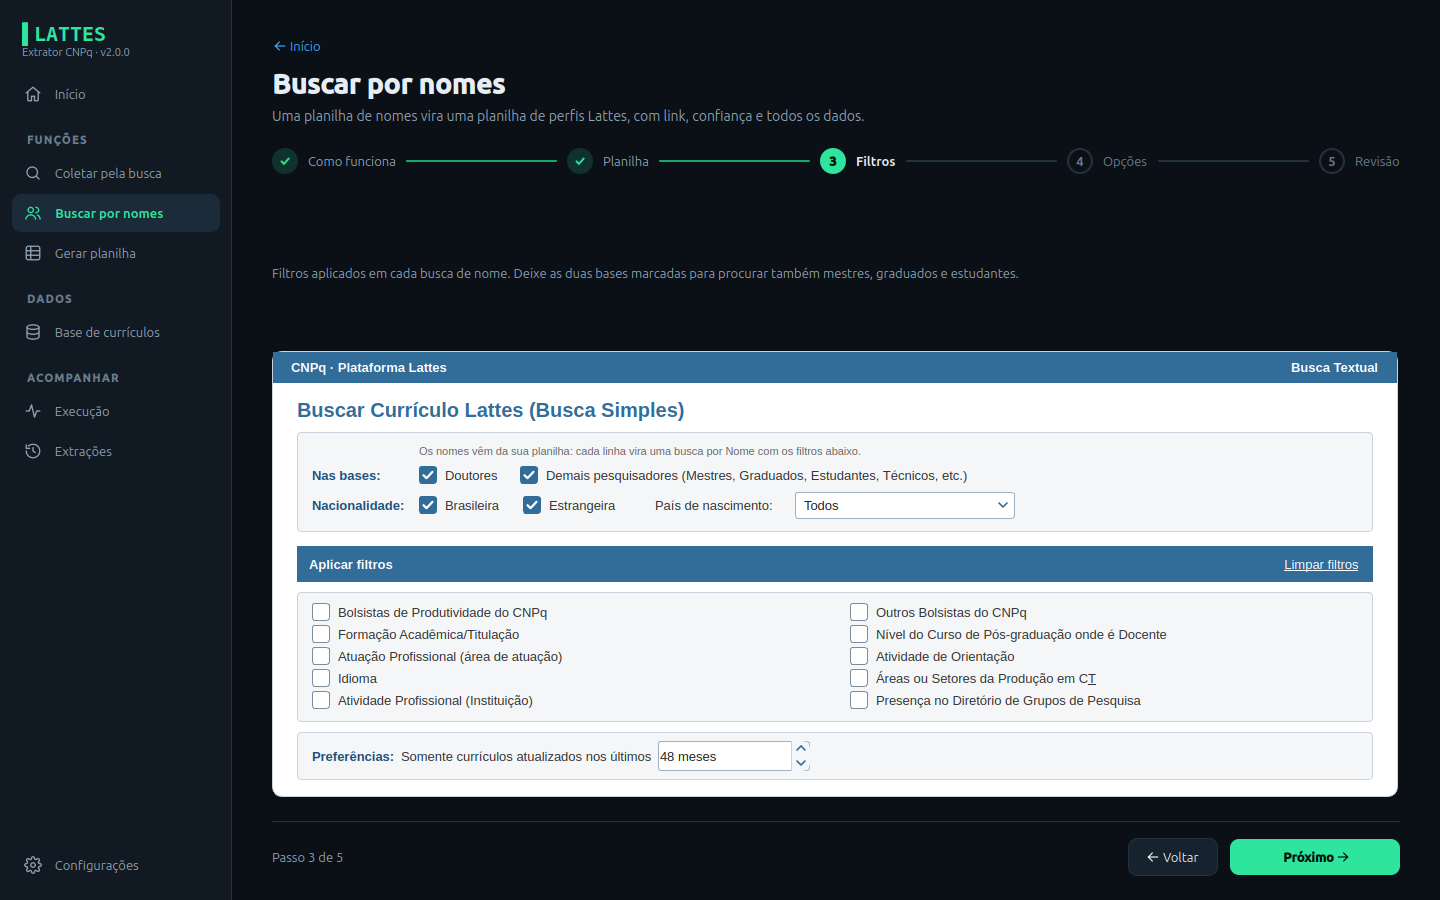 LATTES
Extrator CNPq · v2.0.0
Início
FUNÇÕES
Coletar pela busca
Buscar por nomes
Gerar planilha
DADOS
Base de currículos
ACOMPANHAR
Execução
Extrações
Configurações
← Início
Buscar por nomes
Uma planilha de nomes vira uma planilha de perfis Lattes, com link, confiança e todos os dados.
Como funciona Planilha 3 Filtros 4 Opções 5 Revisão
Filtros aplicados em cada busca de nome. Deixe as duas bases marcadas para procurar também mestres, graduados e estudantes.
CNPq · Plataforma Lattes Busca Textual
Buscar Currículo Lattes (Busca Simples)
Os nomes vêm da sua planilha: cada linha vira uma busca por Nome com os filtros abaixo.
Nas bases: Doutores Demais pesquisadores (Mestres, Graduados, Estudantes, Técnicos, etc.)
Nacionalidade: Brasileira Estrangeira País de nascimento: Todos
Aplicar filtros Limpar filtros
Bolsistas de Produtividade do CNPq Outros Bolsistas do CNPq
Formação Acadêmica/Titulação Nível do Curso de Pós-graduação onde é Docente
Atuação Profissional (área de atuação) Atividade de Orientação
Idioma Áreas ou Setores da Produção em CT
Atividade Profissional (Instituição) Presença no Diretório de Grupos de Pesquisa
Preferências: Somente currículos atualizados nos últimos 48 meses
Passo 3 de 5 ← Voltar Próximo →